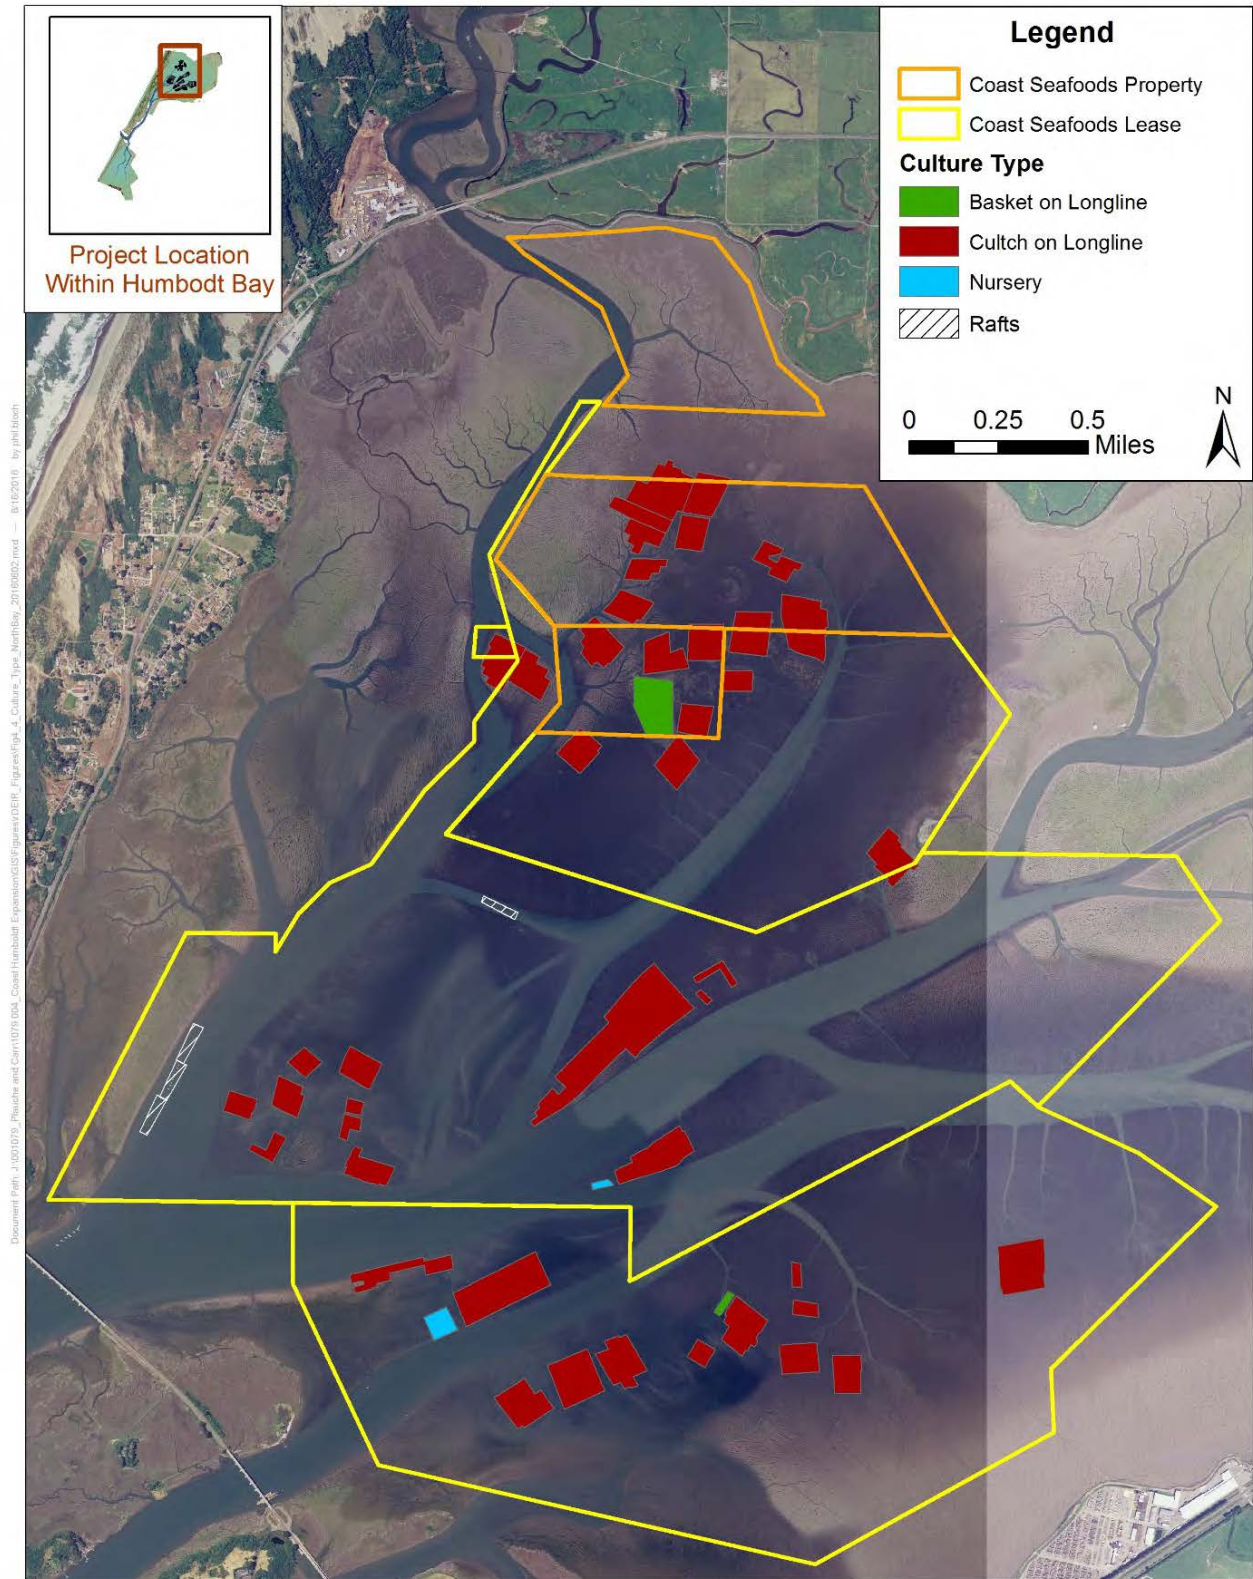 Legend
Coast Seafoods Property
Coast Seafoods Lease
Culture Type
Basket on Longline
Cultch on Longline
Nursery
Rafts
N
0 0.25 0.5
Miles
Project Location
Within Humbodt Bay